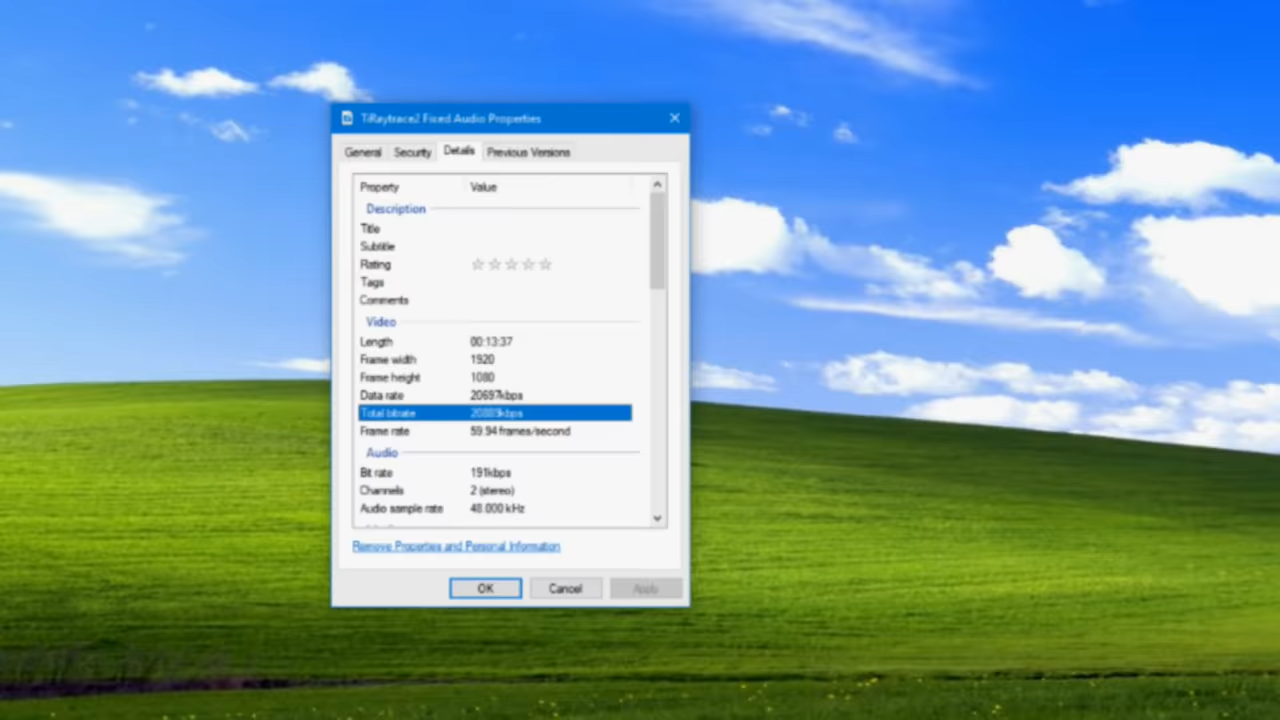 TiRaytrace2 Fixed Audio Properties
General Security Details Previous Versions
Property Value
Description
Title
Subtitle
Rating
Tags
Comments
Video
Length 00:13:37
Frame width 1920
Frame height 1080
Data rate 20697kbps
Total bitrate 20889kbps
Frame rate 59.94 frames/second
Audio
Bit rate 191kbps
Channels 2 (stereo)
Audio sample rate 48.000 kHz
Remove Properties and Personal Information
OK Cancel Apply